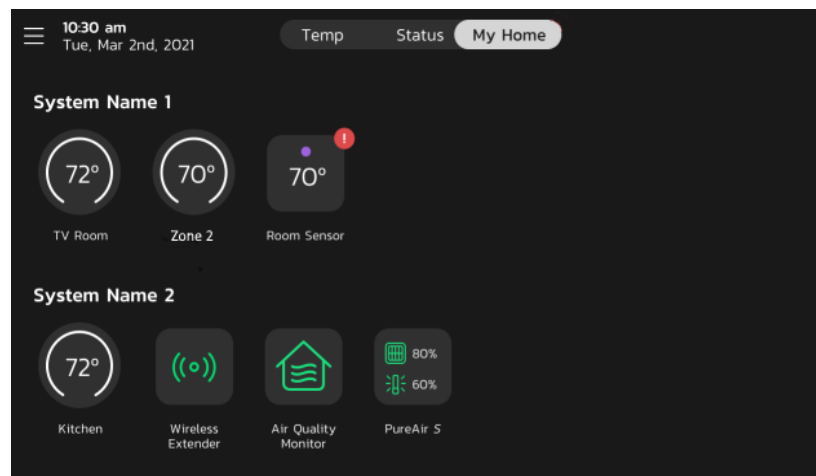 10:30 am
Tue, Mar 2nd, 2021
Temp Status My Home
System Name 1
72° 70° 70° !
TV Room Zone 2 Room Sensor
System Name 2
72° 80%
60%
Kitchen Wireless Air Quality PureAir S
Extender Monitor